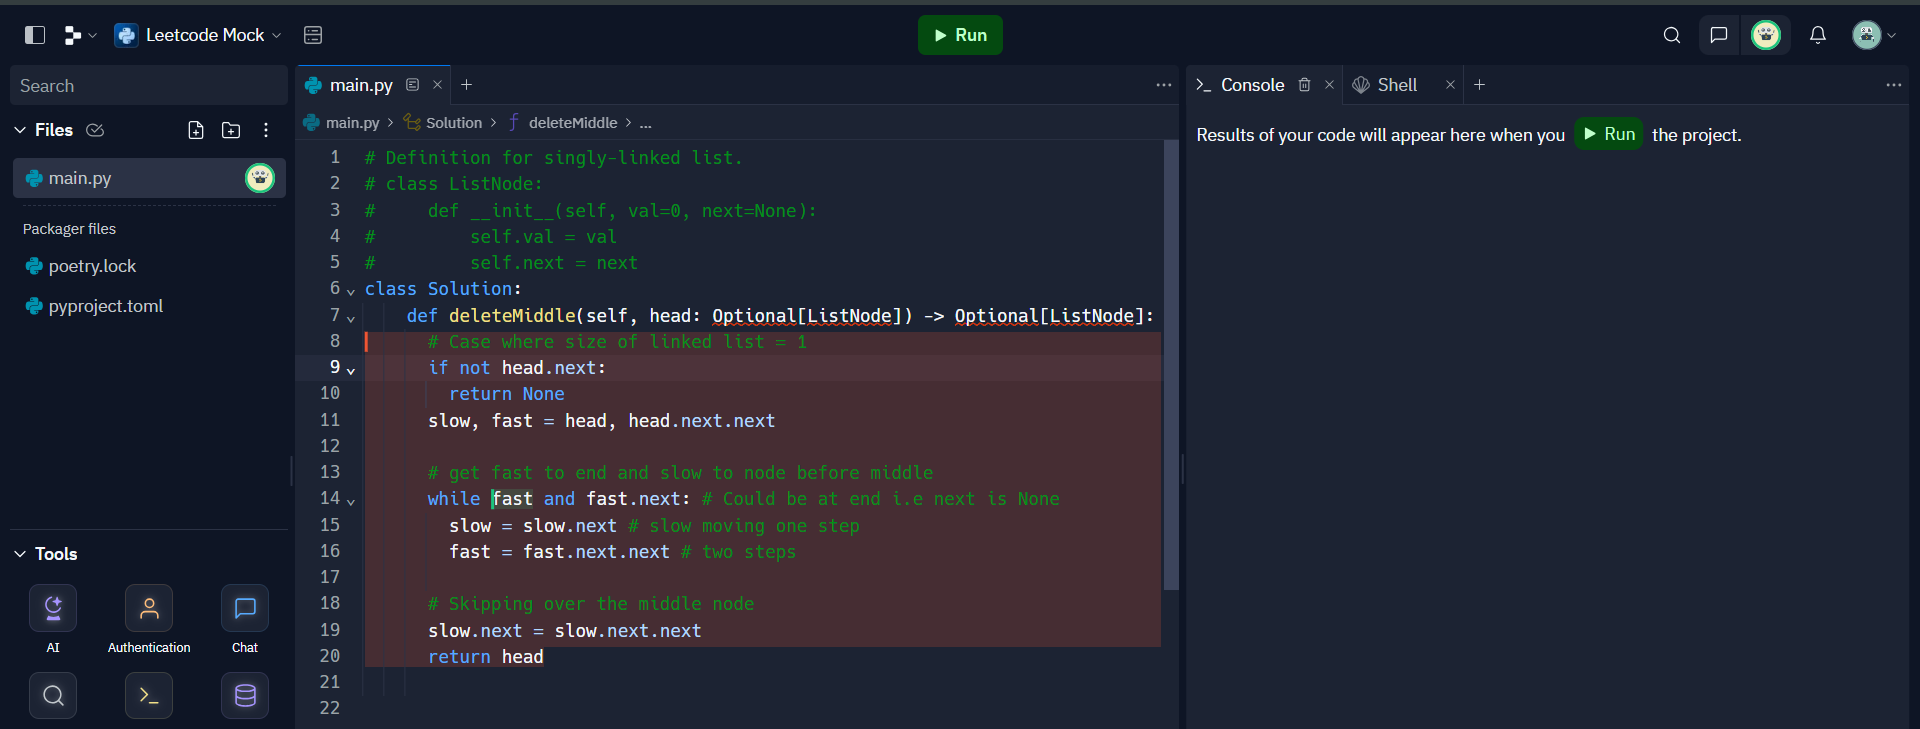 Leetcode Mock
Run
Search
Files
main.py
Packager files
poetry.lock
pyproject.toml
Tools
AI
Authentication
Chat
main.py
main.py > Solution > deleteMiddle > ...
1 # Definition for singly-linked list.
2 # class ListNode:
3 #     def __init__(self, val=0, next=None):
4 #         self.val = val
5 #         self.next = next
6 class Solution:
7     def deleteMiddle(self, head: Optional[ListNode]) -> Optional[ListNode]:
8       # Case where size of linked list = 1
9       if not head.next:
10         return None
11       slow, fast = head, head.next.next
12
13       # get fast to end and slow to node before middle
14       while fast and fast.next: # Could be at end i.e next is None
15         slow = slow.next # slow moving one step
16         fast = fast.next.next # two steps
17
18       # Skipping over the middle node
19       slow.next = slow.next.next
20       return head
21
22
Console
Shell
Results of your code will appear here when you Run the project.